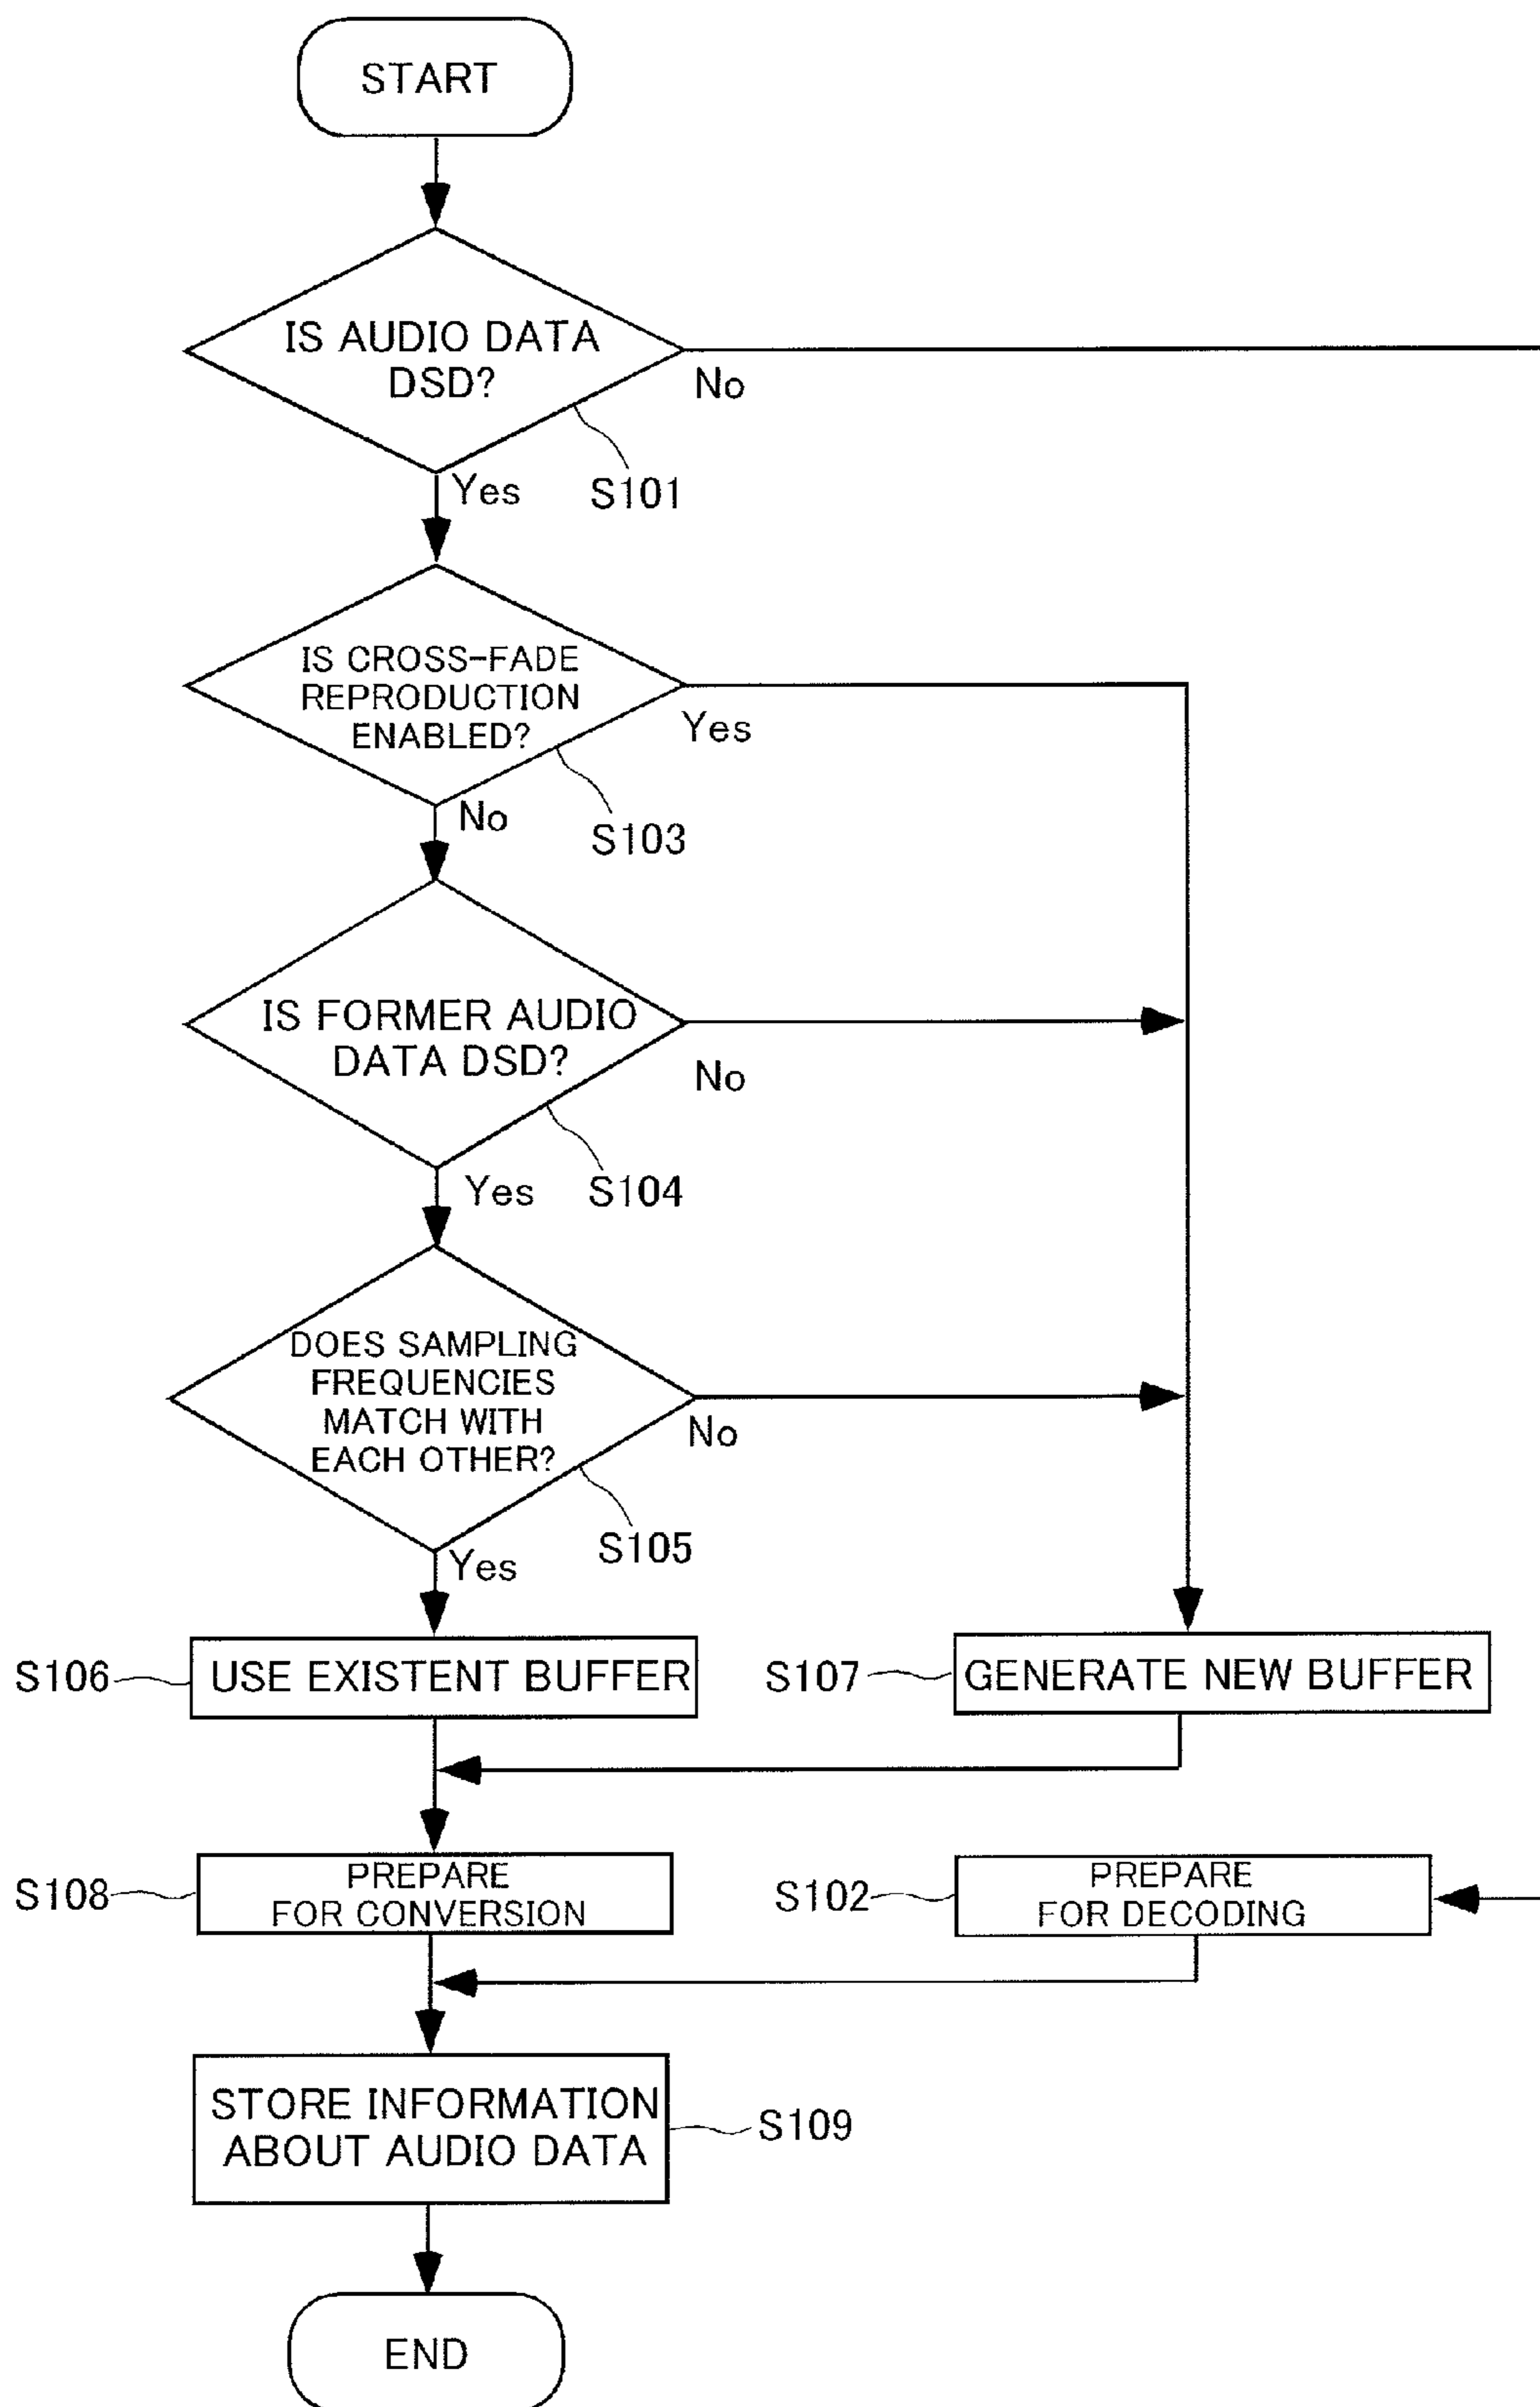 START
IS AUDIO DATA
DSD?
No
Yes
S101
IS CROSS-FADE
REPRODUCTION
ENABLED?
Yes
No
S103
IS FORMER AUDIO
DATA DSD?
No
Yes
S104
DOES SAMPLING
FREQUENCIES
MATCH WITH
EACH OTHER?
No
Yes
S105
S106
USE EXISTENT BUFFER
S107
GENERATE NEW BUFFER
S108
PREPARE
FOR CONVERSION
S102
PREPARE
FOR DECODING
STORE INFORMATION
ABOUT AUDIO DATA
S109
END